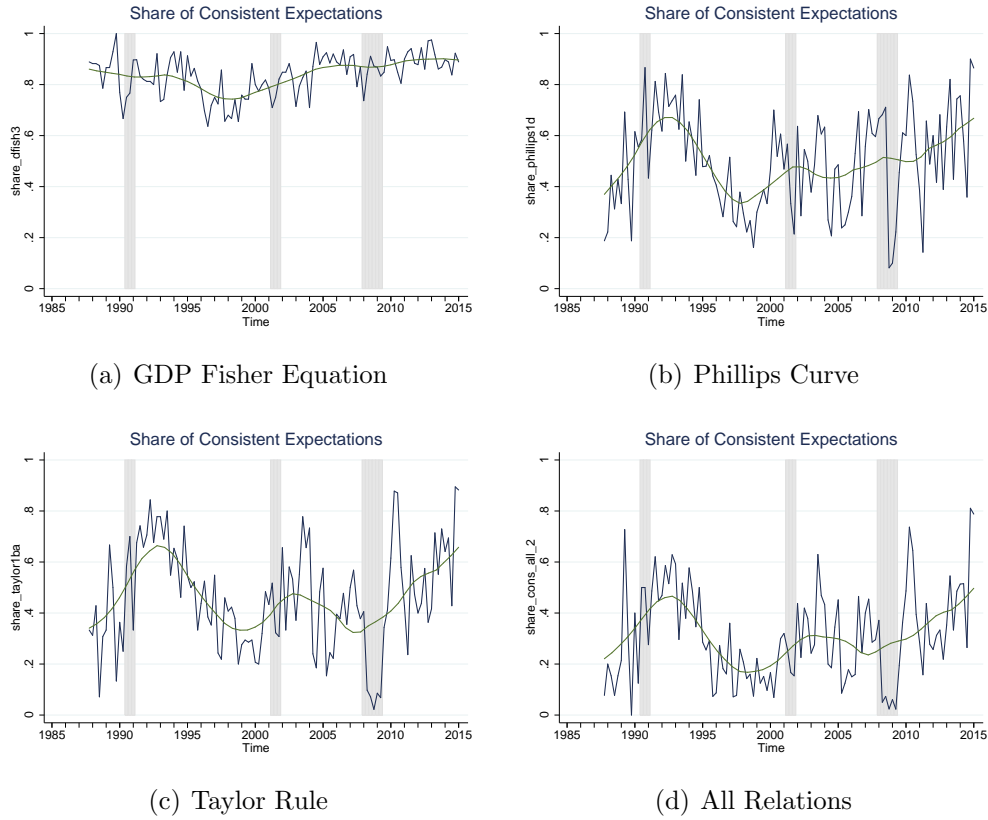 Share of Consistent Expectations
share_dfish3
0 .2 .4 .6 .8 1
1985 1990 1995 2000 2005 2010 2015
Time
(a) GDP Fisher Equation
Share of Consistent Expectations
share_phillips1d
0 .2 .4 .6 .8 1
1985 1990 1995 2000 2005 2010 2015
Time
(b) Phillips Curve
Share of Consistent Expectations
share_taylor1ba
0 .2 .4 .6 .8 1
1985 1990 1995 2000 2005 2010 2015
Time
(c) Taylor Rule
Share of Consistent Expectations
share_cons_all_2
0 .2 .4 .6 .8 1
1985 1990 1995 2000 2005 2010 2015
Time
(d) All Relations